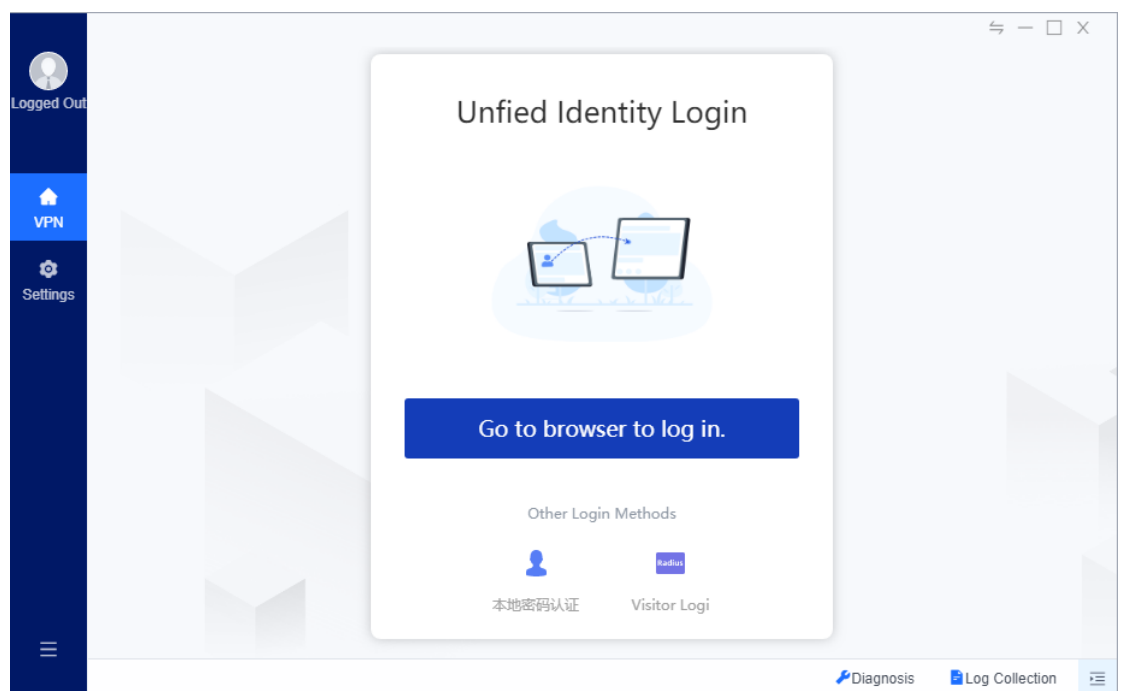 Logged Out
VPN
Settings
Unfied Identity Login
Go to browser to log in.
Other Login Methods
Radius
本地密码认证
Visitor Logi
Diagnosis
Log Collection